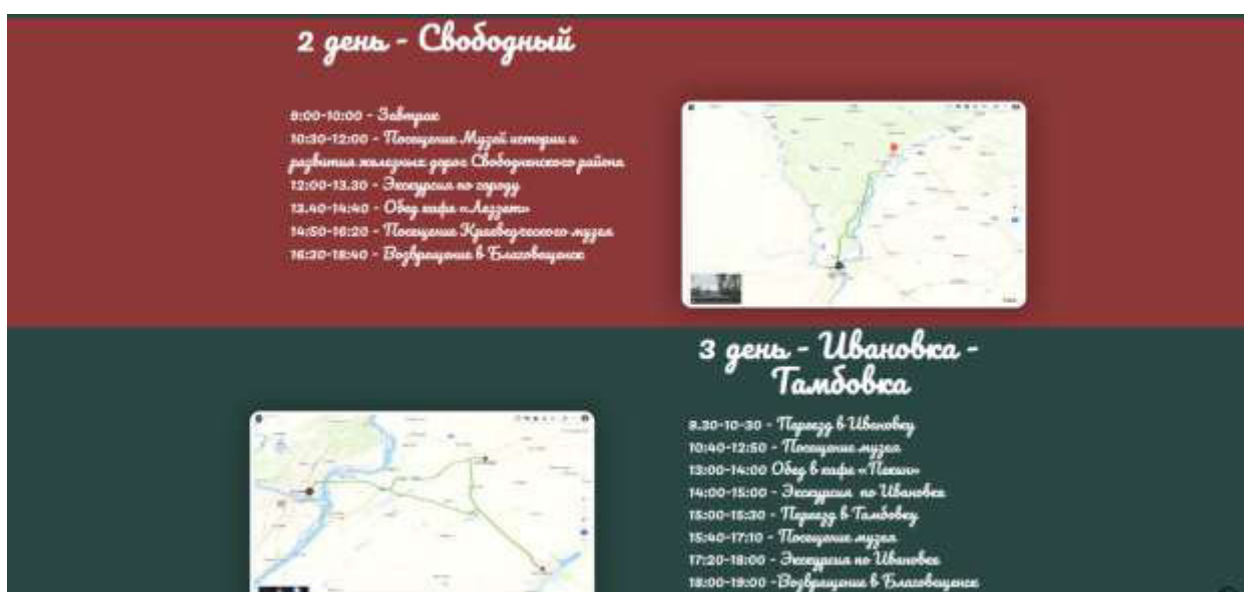 2 день - Свободный
9:00-10:00 - Завтрак
10:30-12:00 - Посещение Музей истории и
развития железных дорог Свободненского района
12:00-13.30 - Экскурсия по городу
13.40-14:40 - Обед кафе «Леззет»
14:50-16:20 - Посещение Краеведческого музея
16:30-18:40 - Возвращение в Благовещенск
3 день - Ивановка -
Тамбовка
9.30-10-30 - Переезд в Ивановку
10:40-12:50 - Посещение музея
13:00-14:00 Обед в кафе «Пекин»
14:00-15:00 - Экскурсия по Ивановке
15:00-15:30 - Переезд в Тамбовку
15:40-17:10 - Посещение музея
17:20-18:00 - Экскурсия по Ивановке
18:00-19:00 -Возвращение в Благовещенск